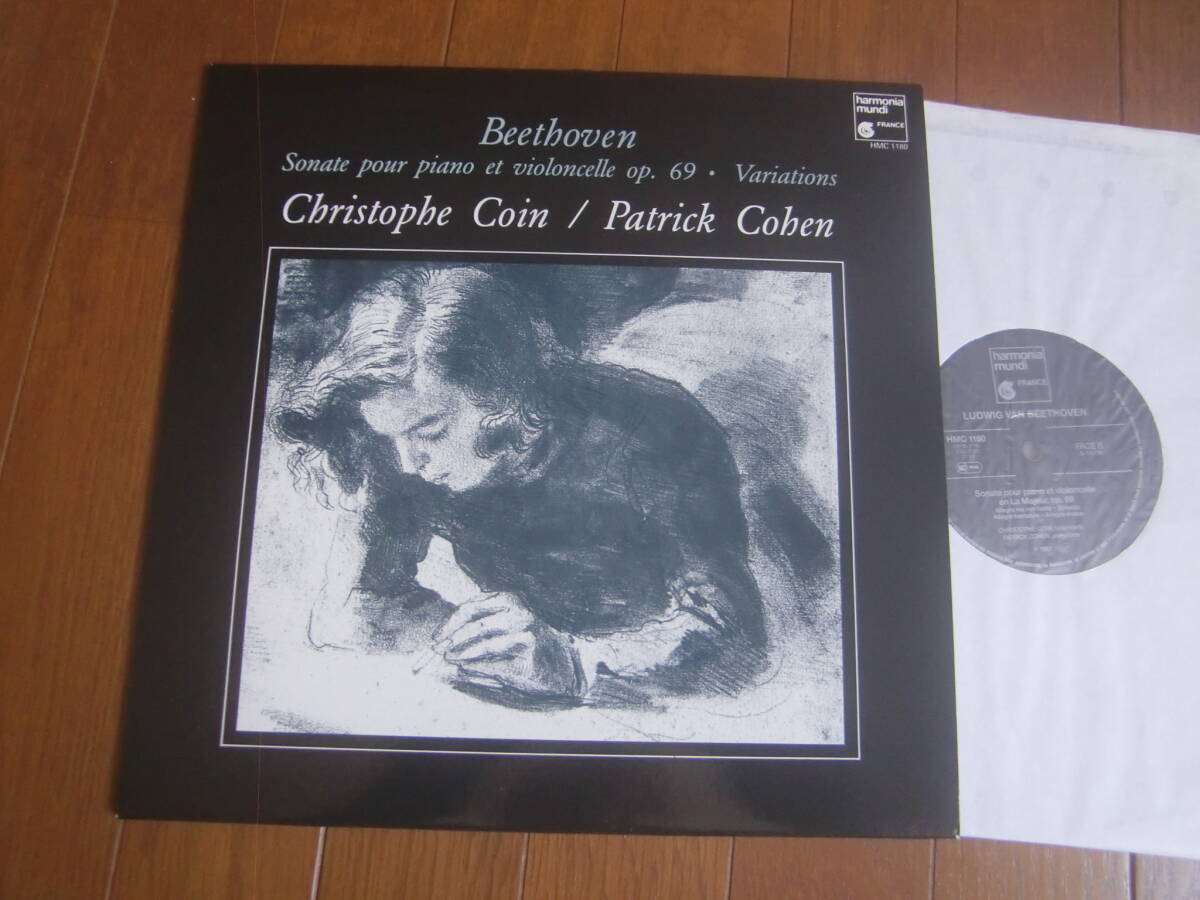 harmonia
mundi
FRANCE
HMC 1180
Beethoven
Sonate pour piano et violoncelle op. 69 • Variations
Christophe Coin / Patrick Cohen
harmonia
mundi
FRANCE
LUDWIG VAN BEETHOVEN
HMC 1180
FACE
Sonate pour piano et violoncelle
en La Majeur, op. 69